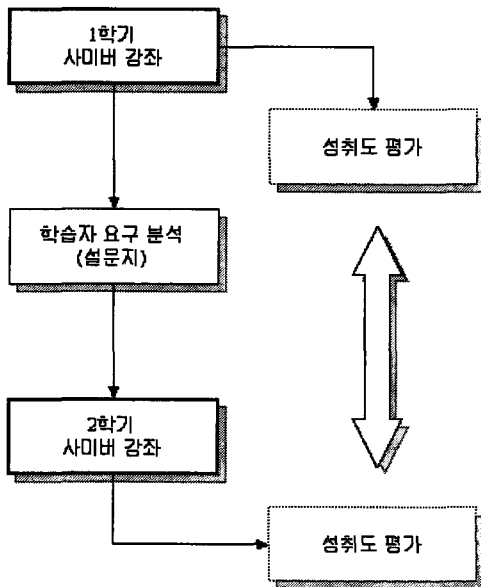 1학기
사이버 강좌
성취도 평가
학습자 요구 분석
(설문지)
2학기
사이버 강좌
성취도 평가